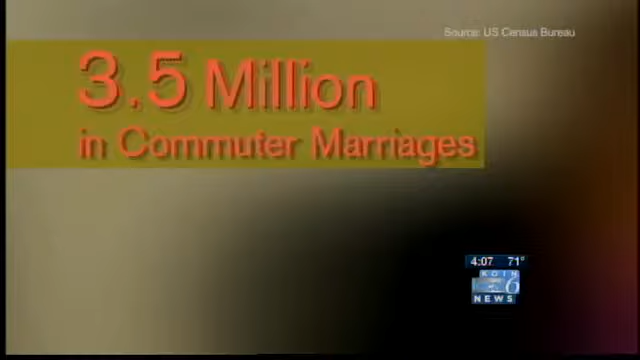 Source: US Census Bureau
3.5 Million
in Commuter Marriages
4:07 71°
KOIN
6
NEWS